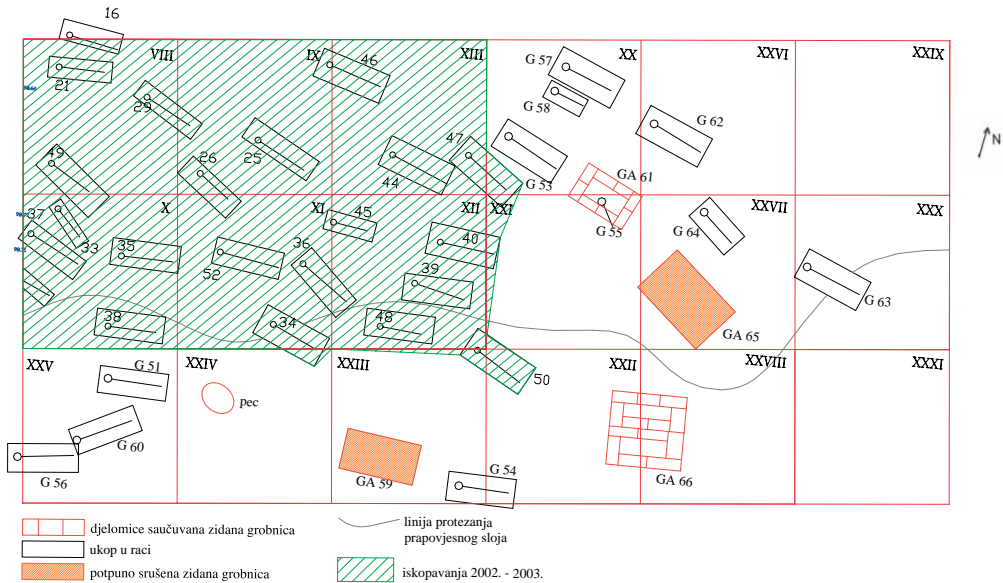 16
VIII
IX
XIII
XX
XXVI
XXIX
21
46
G 57
29
G 58
G 62
N
49
26
25
44
47
G 53
GA 61
37
33
X
35
52
XI
36
45
XII
XXI
40
39
G 55
G 64
XXVII
XXX
G 63
38
34
48
GA 65
XXV
G 51
XXIV
XXIII
50
XXII
XXVIII
XXXI
pec
G 60
G 56
GA 59
G 54
GA 66
djelomice saučuvana zidana grobnica
ukop u raci
potpuno srušena zidana grobnica
linija protezanja
prapovjesnog sloja
iskopavanja 2002. - 2003.